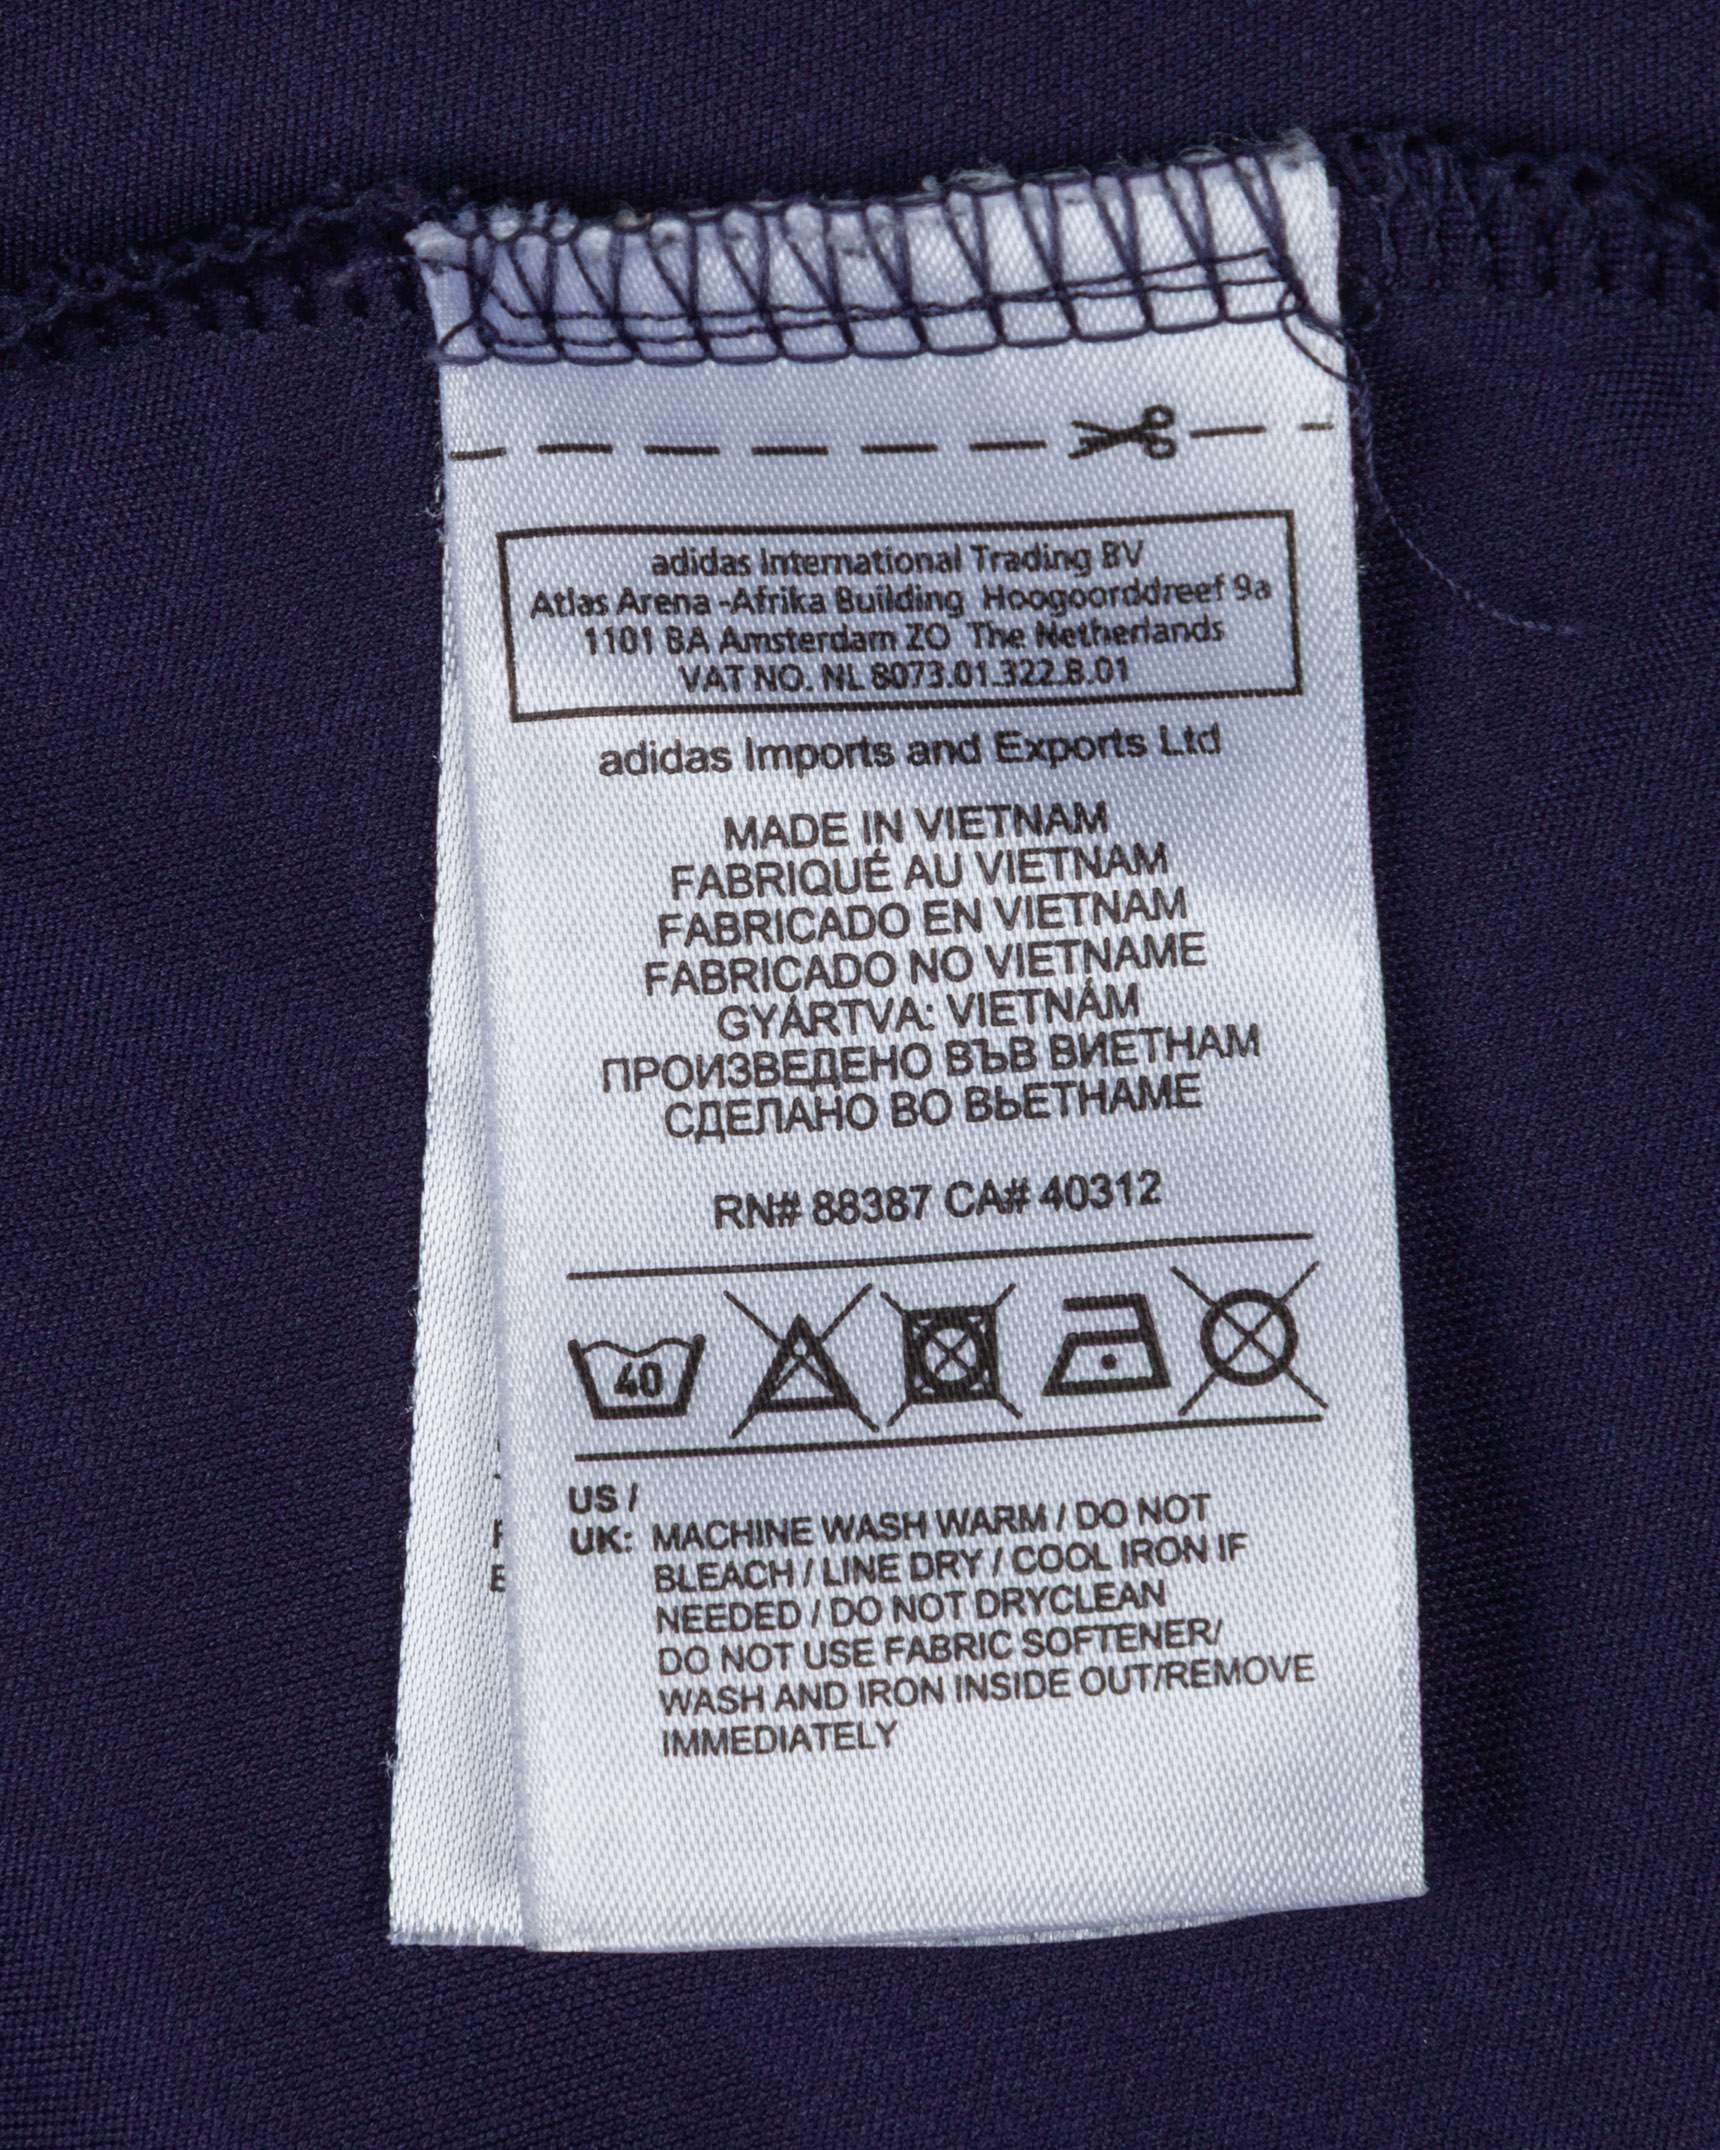 adidas International Trading BV
Atlas Arena -Afrika Building Hoogoorddreef 9a
1101 BA Amsterdam ZO The Netherlands
VAT NO. NL 8073.01.322.B.01
adidas Imports and Exports Ltd
MADE IN VIETNAM
FABRIQUÉ AU VIETNAM
FABRICADO EN VIETNAM
FABRICADO NO VIETNAME
GYÁRTVA: VIETNÁM
ПРОИЗВЕДЕНО ВЪВ ВИЕТНАМ
СДЕЛАНО ВО ВЬЕТНАМЕ
RN# 88387 CA# 40312
40
US /
UK: MACHINE WASH WARM / DO NOT
BLEACH / LINE DRY / COOL IRON IF
NEEDED / DO NOT DRYCLEAN
DO NOT USE FABRIC SOFTENER/
WASH AND IRON INSIDE OUT/REMOVE
IMMEDIATELY